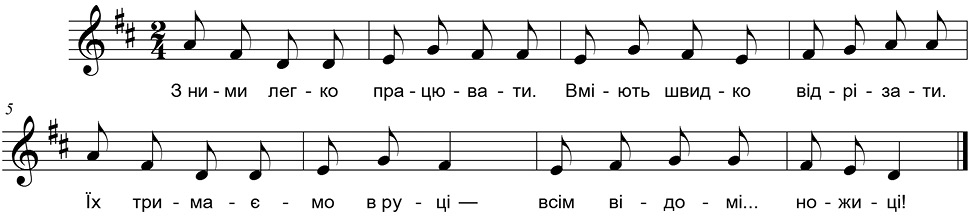 З ни - ми лег - ко пра - цю - ва - ти. Вмі - ють швид - ко від - рі - за - ти.
5
Їх три - ма - є - мо в ру - ці — всім ві - до - мі... но - жи - ці!